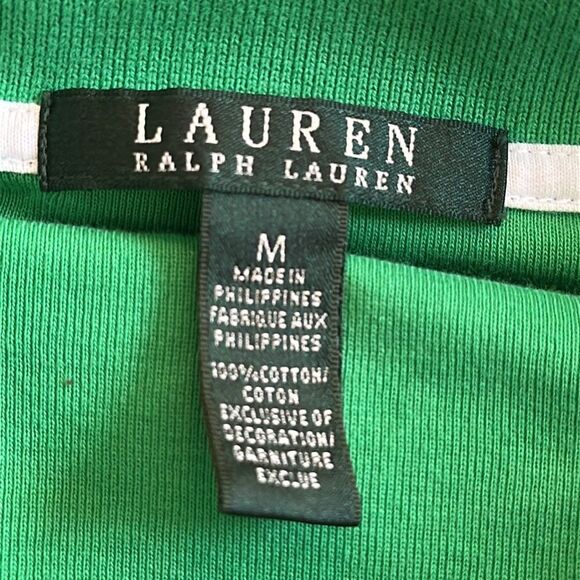 LAUREN
RALPH LAUREN
M
MADE IN
PHILIPPINES
FABRIQUE AUX
PHILIPPINES
100%COTTON/
COTON
EXCLUSIVE OF
DECORATION/
GARNITURE
EXCLUE